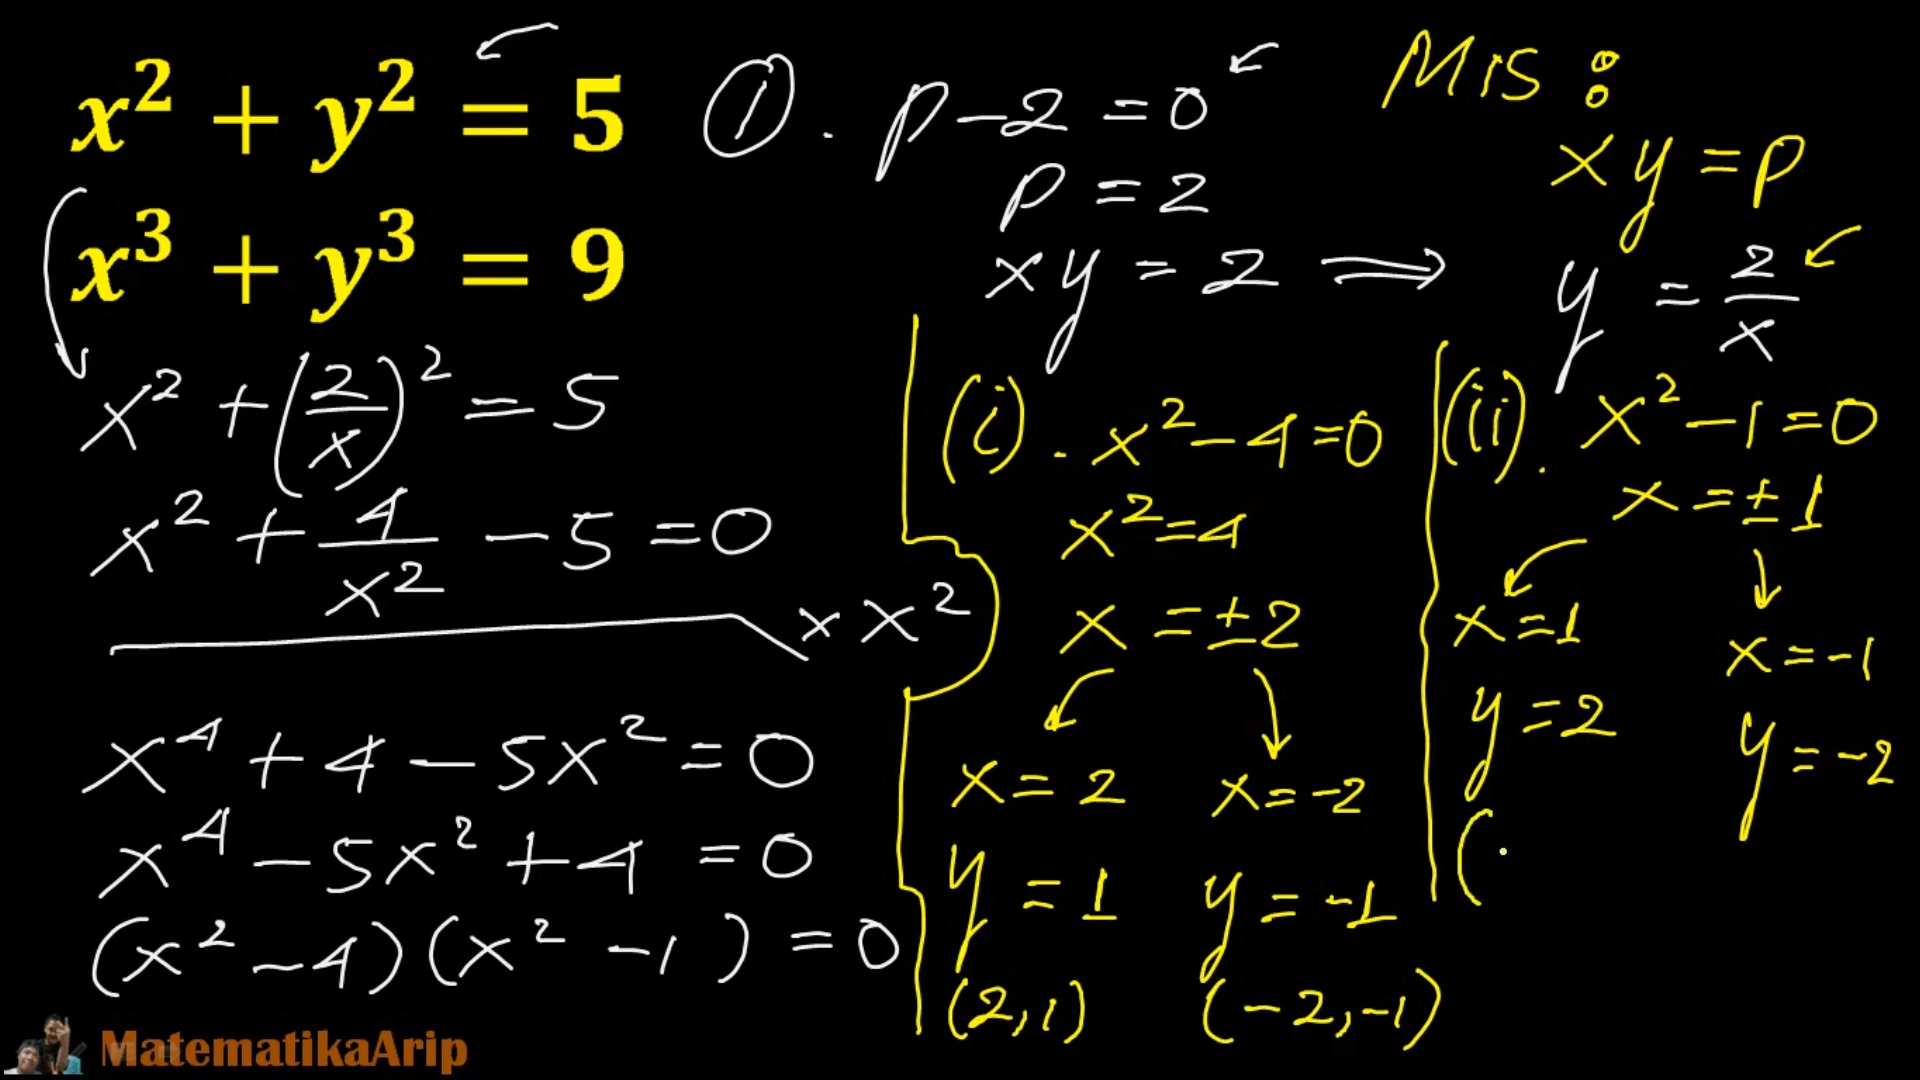 x² + y² = 5
x³ + y³ = 9
x² + (2/x)² = 5
x² + 4/x² - 5 = 0
× x²
x⁴ + 4 - 5x² = 0
x⁴ - 5x² + 4 = 0
(x² - 4)(x² - 1) = 0
①. p - 2 = 0
p = 2
xy = 2 ⟹ y = 2/x
Mis :
xy = p
(i). x² - 4 = 0
x² = 4
x = ±2
x = 2 x = -2
y = 1 y = -1
(2,1) (-2,-1)
(ii). x² - 1 = 0
x = ±1
x = 1 x = -1
y = 2 y = -2
(
MatematikaArip